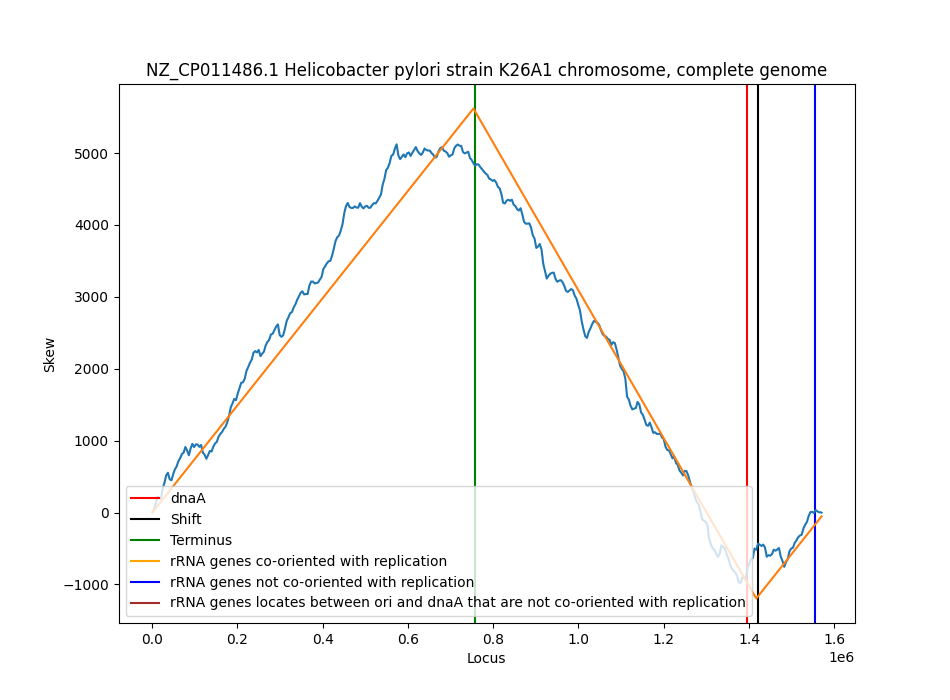 NZ_CP011486.1 Helicobacter pylori strain K26A1 chromosome, complete genome
Skew
5000
4000
3000
2000
1000
0
−1000
dnaA
Shift
Terminus
rRNA genes co-oriented with replication
rRNA genes not co-oriented with replication
rRNA genes locates between ori and dnaA that are not co-oriented with replication
0.0 0.2 0.4 0.6 0.8 1.0 1.2 1.4 1.6
1e6
Locus